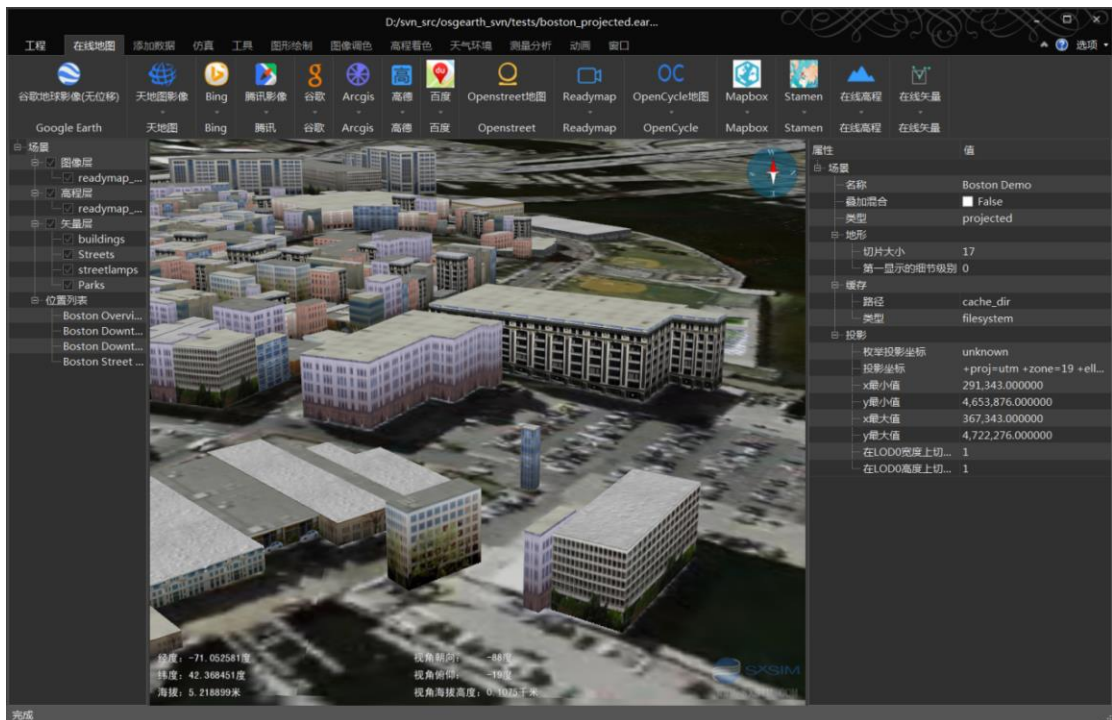 D:/svn_src/osgearth_svn/tests/boston_projected.ear...
工程 在线地图 添加数据 仿真 工具 图形绘制 图像调色 高程着色 天气环境 测量分析 动画 窗口 选项
谷歌地球影像(无位移) 天地图影像 Bing 腾讯影像 谷歌 Arcgis 高德 百度 Openstreet地图 Readymap OpenCycle地图 Mapbox Stamen 在线高程 在线矢量
Google Earth 天地图 Bing 腾讯 谷歌 Arcgis 高德 百度 Openstreet Readymap OpenCycle Mapbox Stamen 在线高程 在线矢量
场景
图像层
readymap_...
高程层
readymap_...
矢量层
buildings
Streets
streetlamps
Parks
位置列表
Boston Overvi...
Boston Downt...
Boston Downt...
Boston Street ...
属性 值
场景
名称 Boston Demo
叠加混合 False
类型 projected
地形
切片大小 17
第一显示的细节级别 0
缓存
路径 cache_dir
类型 filesystem
投影
枚举投影坐标 unknown
投影坐标 +proj=utm +zone=19 +ell...
x最小值 291,343.000000
y最小值 4,653,876.000000
x最大值 367,343.000000
y最大值 4,722,276.000000
在LOD0宽度上切... 1
在LOD0高度上切... 1
经度: -71.052581度 视角朝向: -88度
纬度: 42.368451度 视角俯仰: -19度
海拔: 5.218899米 视角海拔高度: 0.1075千米
SXSIM
完成